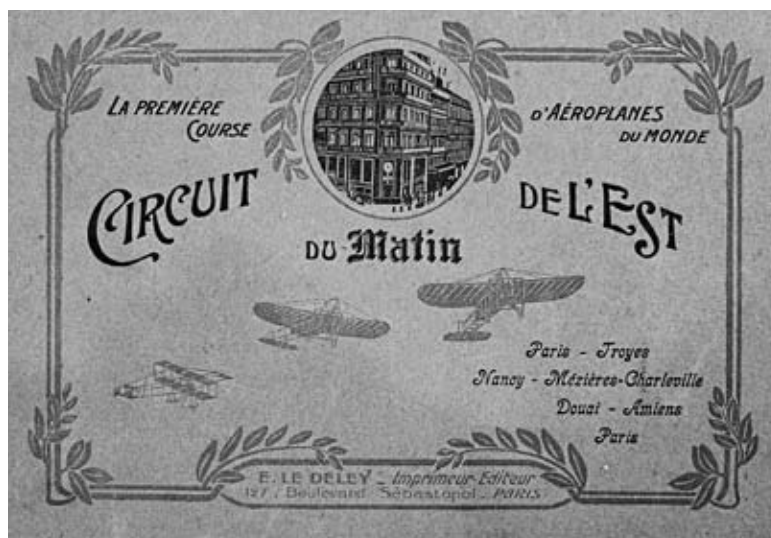 LA PREMIÈRE
COURSE
D'AÉROPLANES
DU MONDE
CIRCUIT
DE L'EST
DU Matin
Paris - Troyes
Nancy - Mézières-Charleville
Douai - Amiens
Paris
E. LE DELEY - Imprimeur-Editeur
127, Boulevard Sébastopol - PARIS